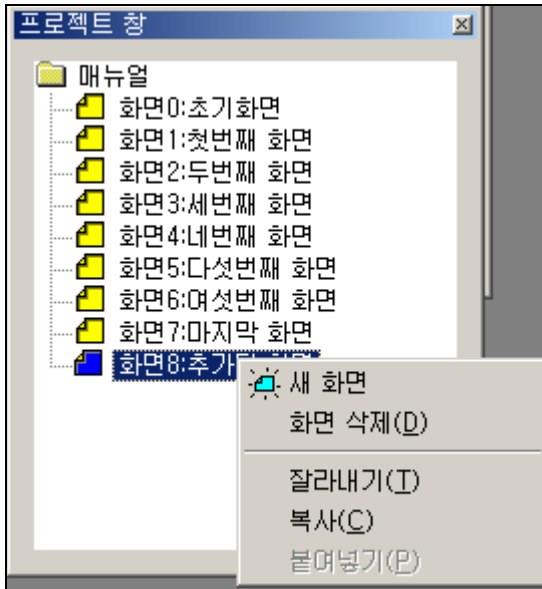 프로젝트 창
매뉴얼
화면0:초기화면
화면1:첫번째 화면
화면2:두번째 화면
화면3:세번째 화면
화면4:네번째 화면
화면5:다섯번째 화면
화면6:여섯번째 화면
화면7:마지막 화면
화면8:추가
새 화면
화면 삭제(D)
잘라내기(T)
복사(C)
붙여넣기(P)